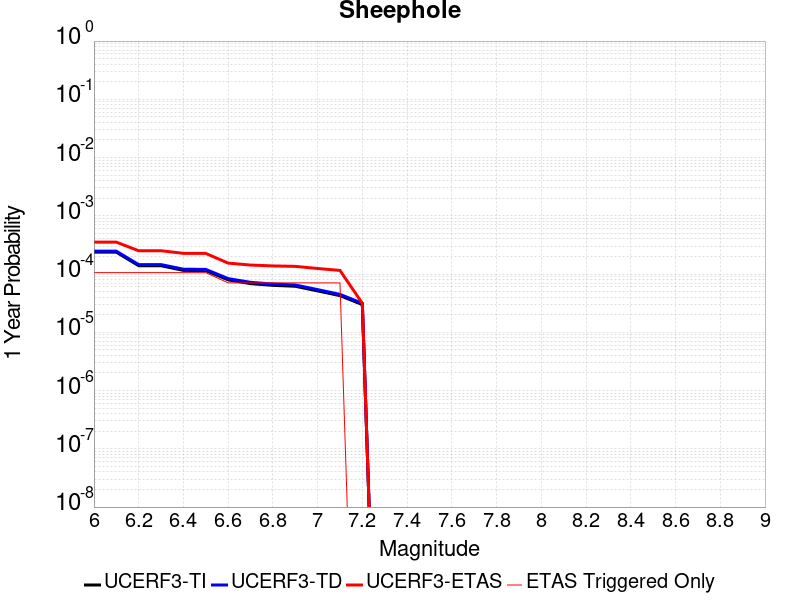 Sheephole
10 0
10 -1
10 -2
10 -3
10 -4
10 -5
10 -6
10 -7
10 -8
1 Year Probability
6 6.2 6.4 6.6 6.8 7 7.2 7.4 7.6 7.8 8 8.2 8.4 8.6 8.8 9
Magnitude
UCERF3-TI UCERF3-TD UCERF3-ETAS ETAS Triggered Only